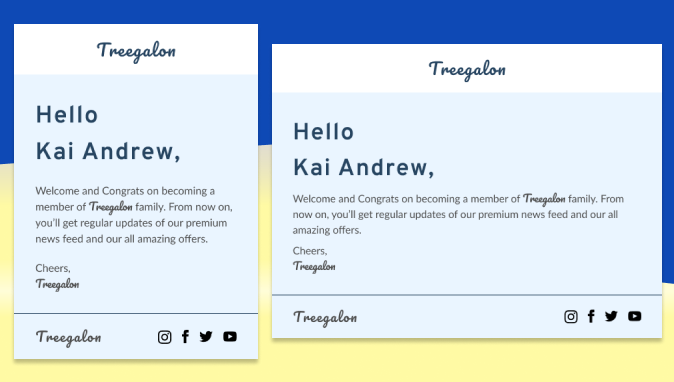 Treegalon
Hello
Kai Andrew,
Welcome and Congrats on becoming a
member of Treegalon family. From now on,
you’ll get regular updates of our premium
news feed and our all amazing offers.
Cheers,
Treegalon
Treegalon
Treegalon
Hello
Kai Andrew,
Welcome and Congrats on becoming a member of Treegalon family. From
now on, you’ll get regular updates of our premium news feed and our all
amazing offers.
Cheers,
Treegalon
Treegalon